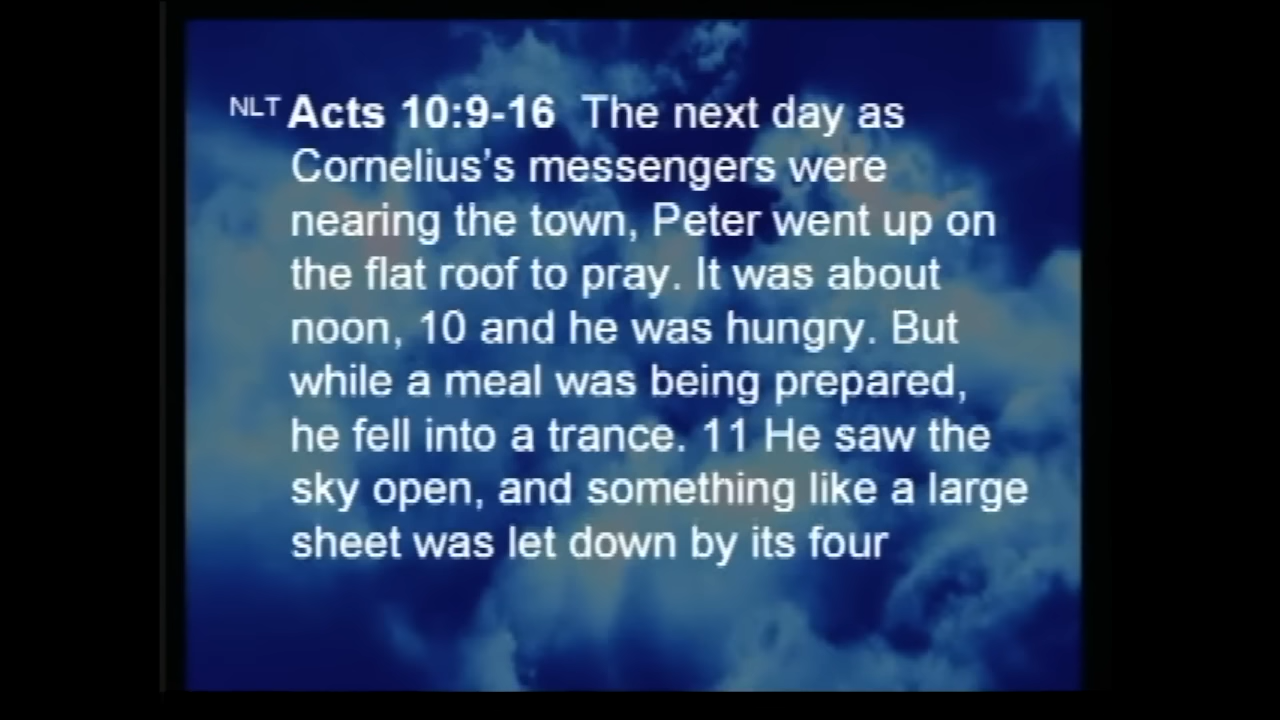 NLT Acts 10:9-16 The next day as
Cornelius’s messengers were
nearing the town, Peter went up on
the flat roof to pray. It was about
noon, 10 and he was hungry. But
while a meal was being prepared,
he fell into a trance. 11 He saw the
sky open, and something like a large
sheet was let down by its four